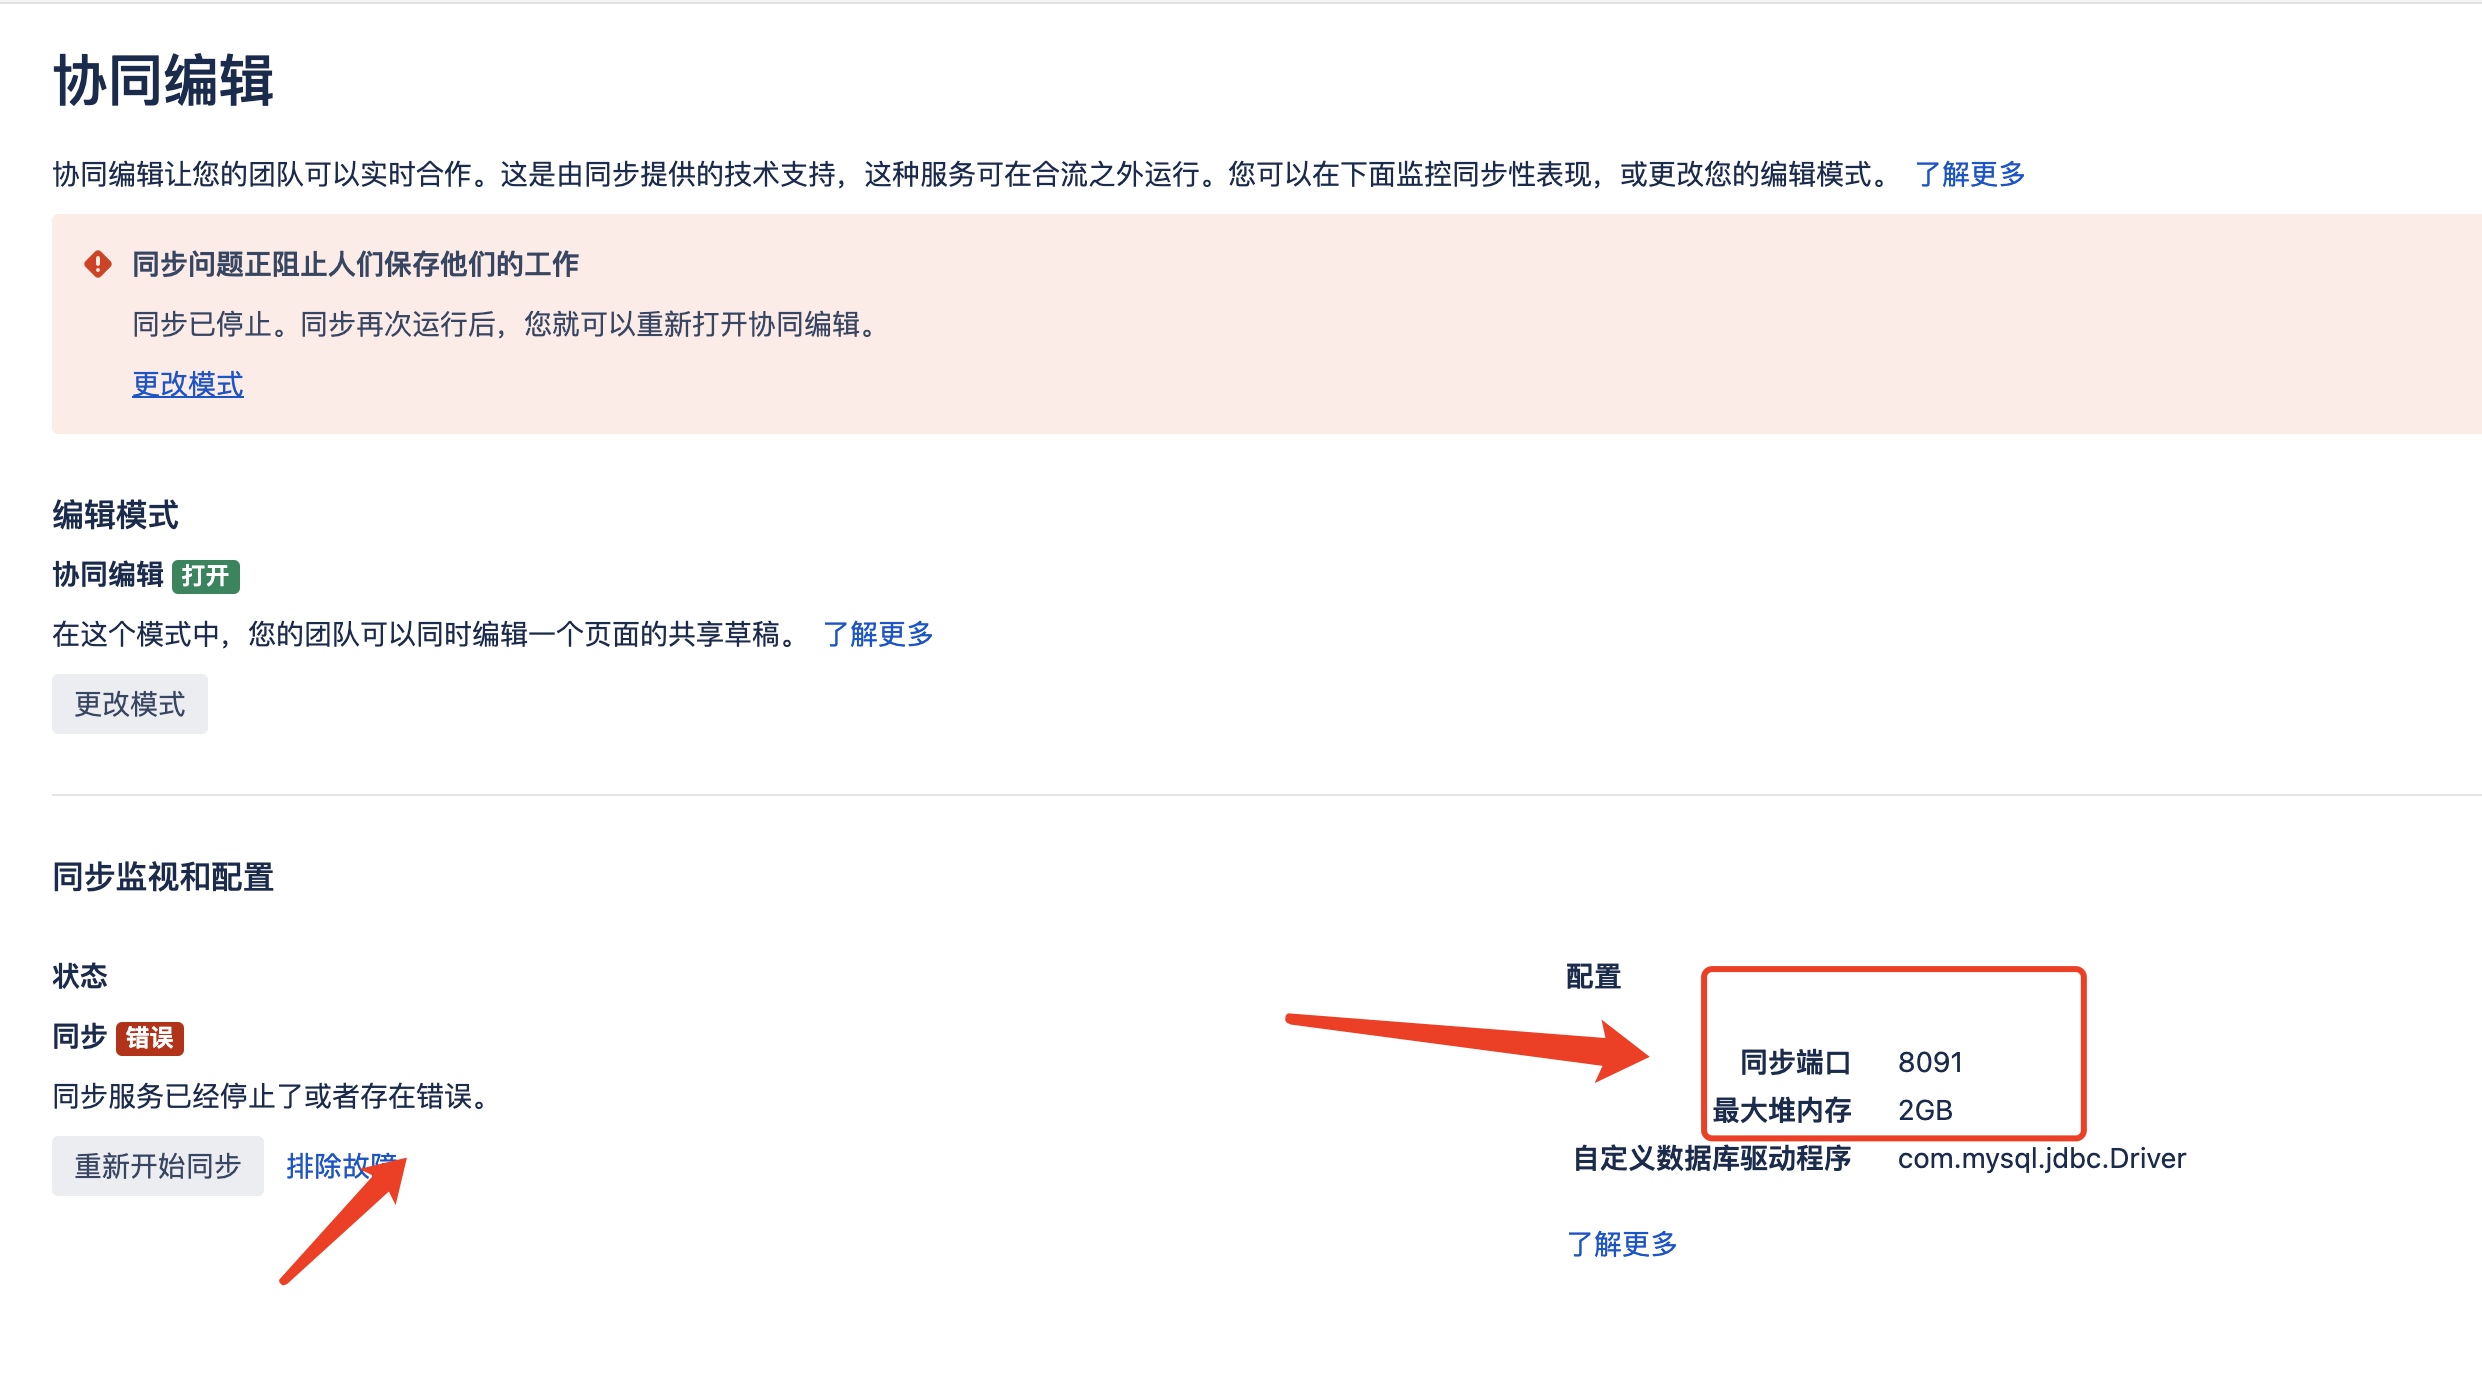 协同编辑
协同编辑让您的团队可以实时合作。这是由同步提供的技术支持，这种服务可在合流之外运行。您可以在下面监控同步性表现，或更改您的编辑模式。 了解更多
同步问题正阻止人们保存他们的工作
同步已停止。同步再次运行后，您就可以重新打开协同编辑。
更改模式
编辑模式
协同编辑 打开
在这个模式中，您的团队可以同时编辑一个页面的共享草稿。 了解更多
更改模式
同步监视和配置
状态
同步 错误
同步服务已经停止了或者存在错误。
重新开始同步 排除故障
配置
同步端口 8091
最大堆内存 2GB
自定义数据库驱动程序 com.mysql.jdbc.Driver
了解更多